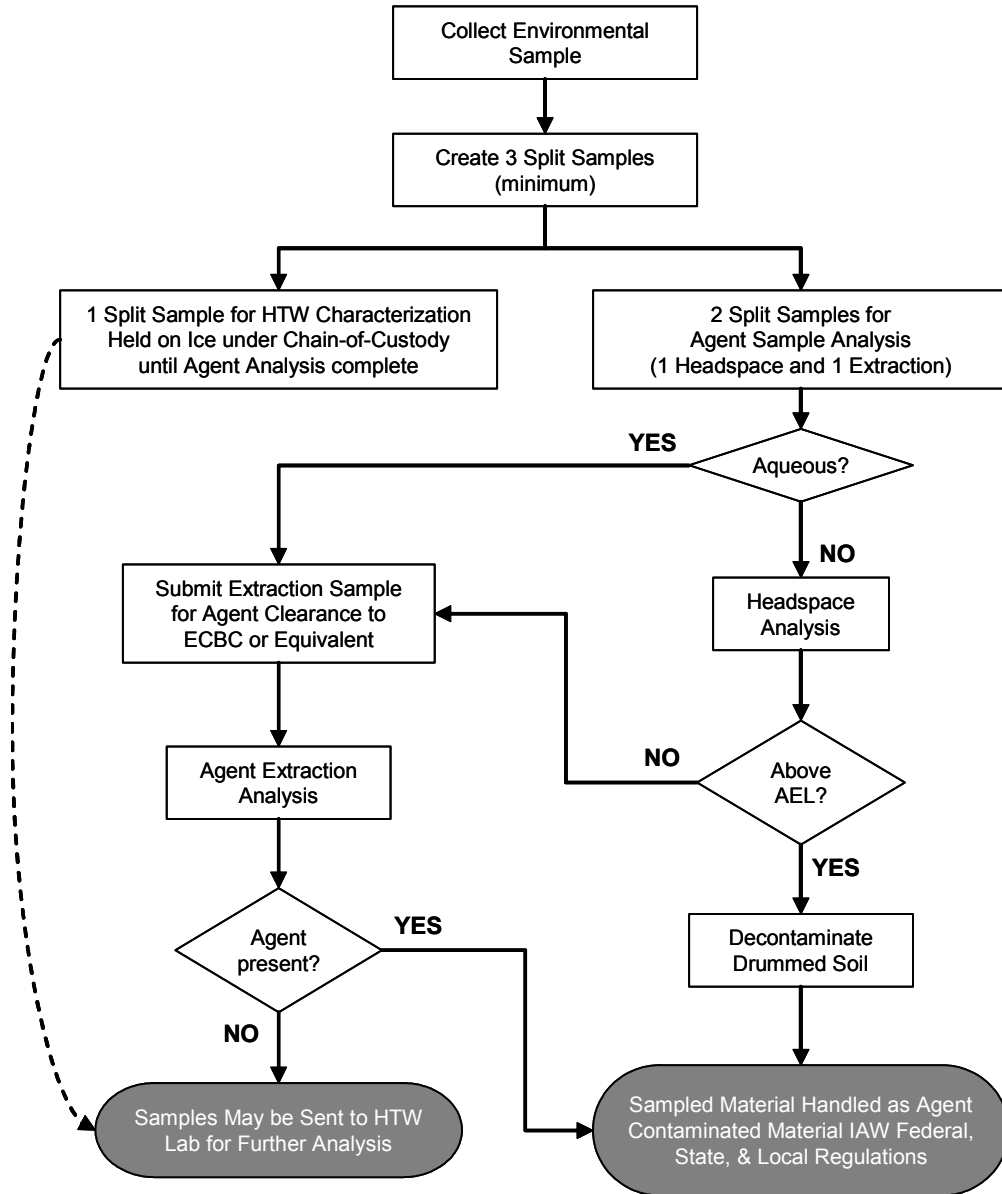 Collect Environmental
Sample
Create 3 Split Samples
(minimum)
1 Split Sample for HTW Characterization
Held on Ice under Chain-of-Custody
until Agent Analysis complete
2 Split Samples for
Agent Sample Analysis
(1 Headspace and 1 Extraction)
YES
Aqueous?
NO
Submit Extraction Sample
for Agent Clearance to
ECBC or Equivalent
Headspace
Analysis
Agent Extraction
Analysis
NO
Above
AEL?
YES
Agent
present?
YES
Decontaminate
Drummed Soil
NO
Samples May be Sent to HTW
Lab for Further Analysis
Sampled Material Handled as Agent
Contaminated Material IAW Federal,
State, & Local Regulations